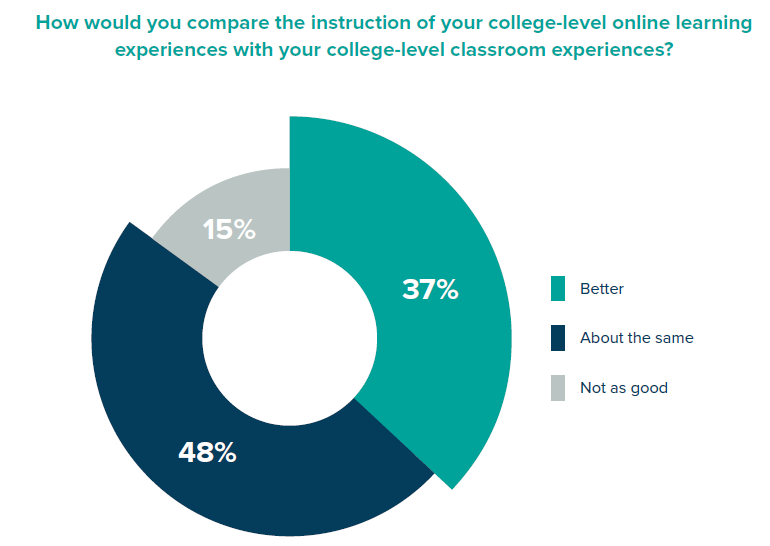 How would you compare the instruction of your college-level online learning
experiences with your college-level classroom experiences?
15%
37%
48%
Better
About the same
Not as good